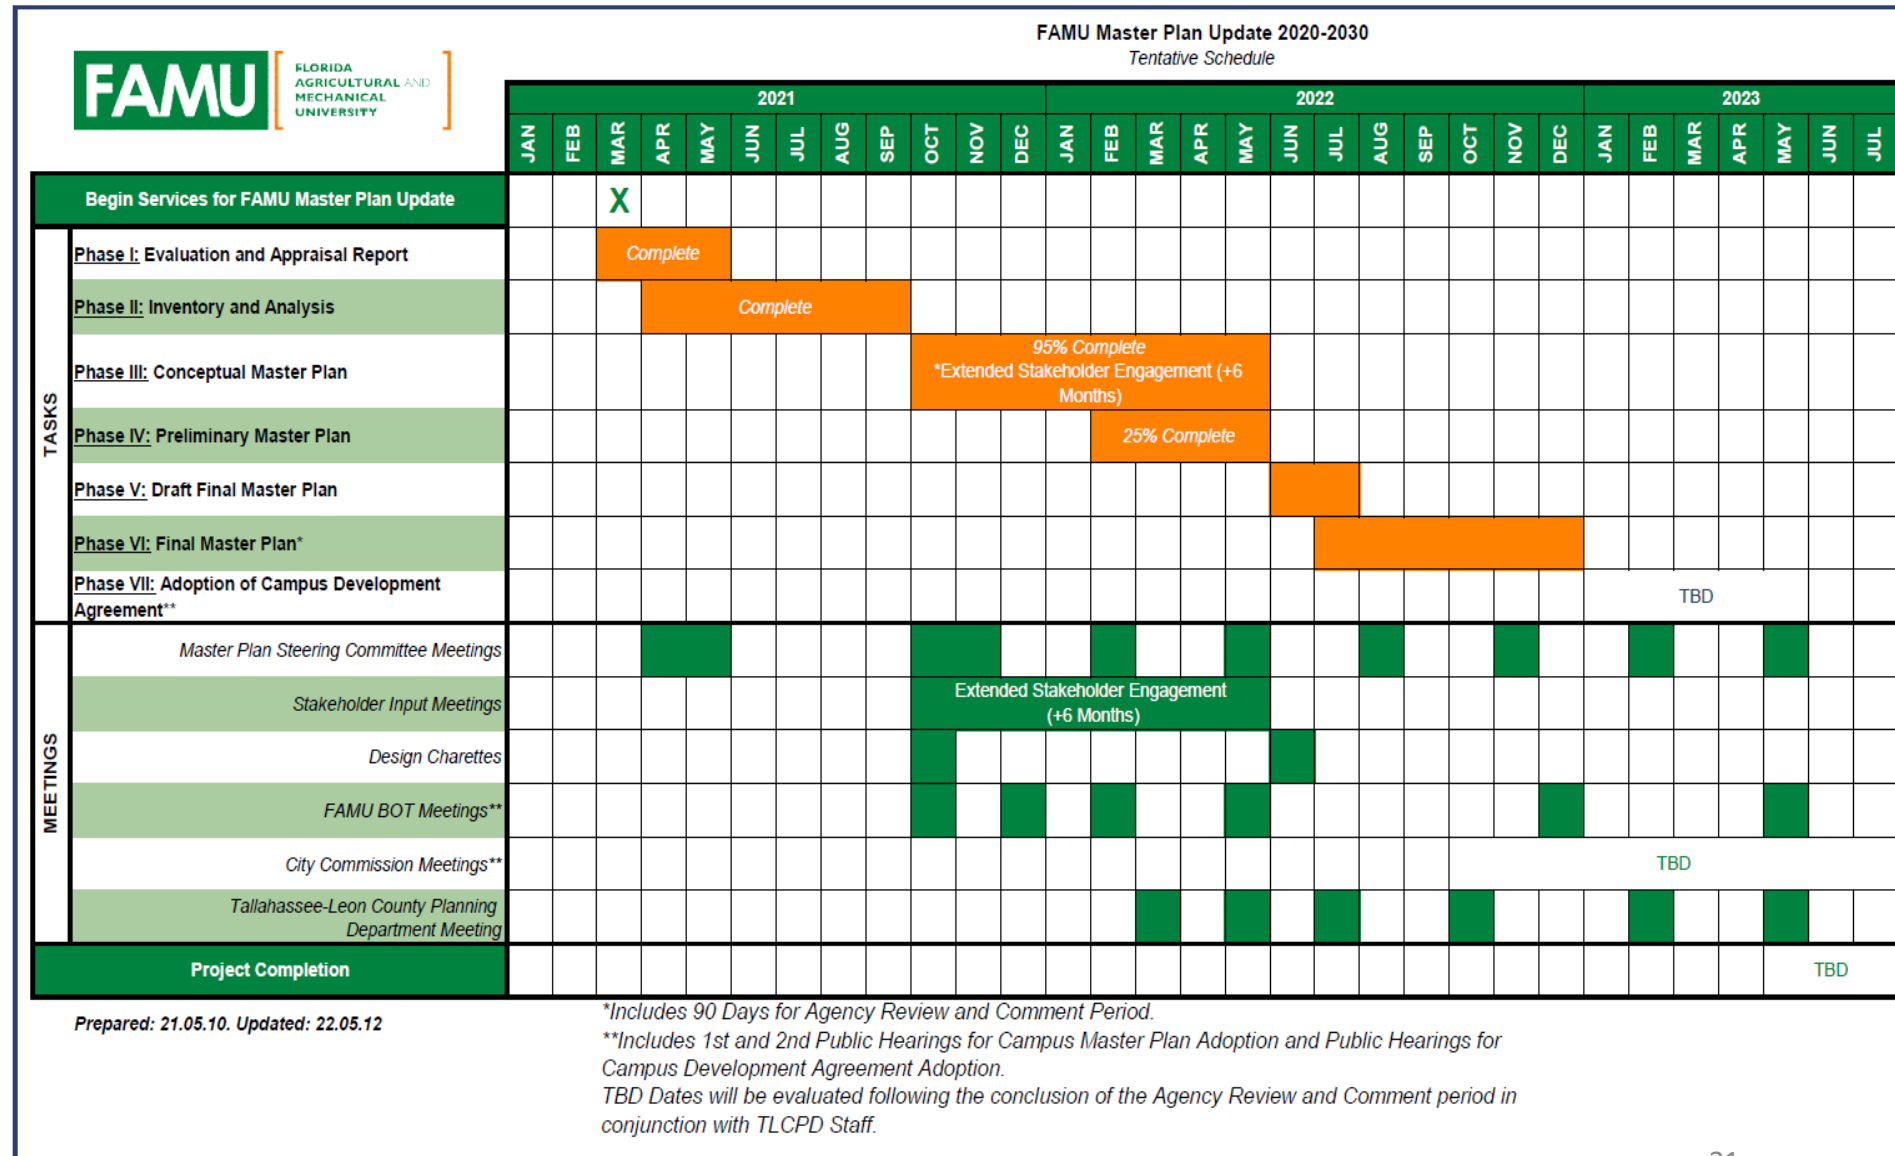 FAMU Master Plan Update 2020-2030
Tentative Schedule
FAMU
FLORIDA
AGRICULTURAL AND
MECHANICAL
UNIVERSITY
2021 2022 2023
JAN FEB MAR APR MAY JUN JUL AUG SEP OCT NOV DEC JAN FEB MAR APR MAY JUN JUL AUG SEP OCT NOV DEC JAN FEB MAR APR MAY JUN JUL
Begin Services for FAMU Master Plan Update X
TASKS
Phase I: Evaluation and Appraisal Report Complete
Phase II: Inventory and Analysis Complete
Phase III: Conceptual Master Plan
95% Complete
*Extended Stakeholder Engagement (+6
Months)
Phase IV: Preliminary Master Plan 25% Complete
Phase V: Draft Final Master Plan
Phase VI: Final Master Plan*
Phase VII: Adoption of Campus Development
Agreement**
TBD
MEETINGS
Master Plan Steering Committee Meetings
Stakeholder Input Meetings
Extended Stakeholder Engagement
(+6 Months)
Design Charettes
FAMU BOT Meetings**
City Commission Meetings** TBD
Tallahassee-Leon County Planning
Department Meeting
Project Completion TBD
Prepared: 21.05.10. Updated: 22.05.12
*Includes 90 Days for Agency Review and Comment Period.
**Includes 1st and 2nd Public Hearings for Campus Master Plan Adoption and Public Hearings for
Campus Development Agreement Adoption.
TBD Dates will be evaluated following the conclusion of the Agency Review and Comment period in
conjunction with TLCPD Staff.